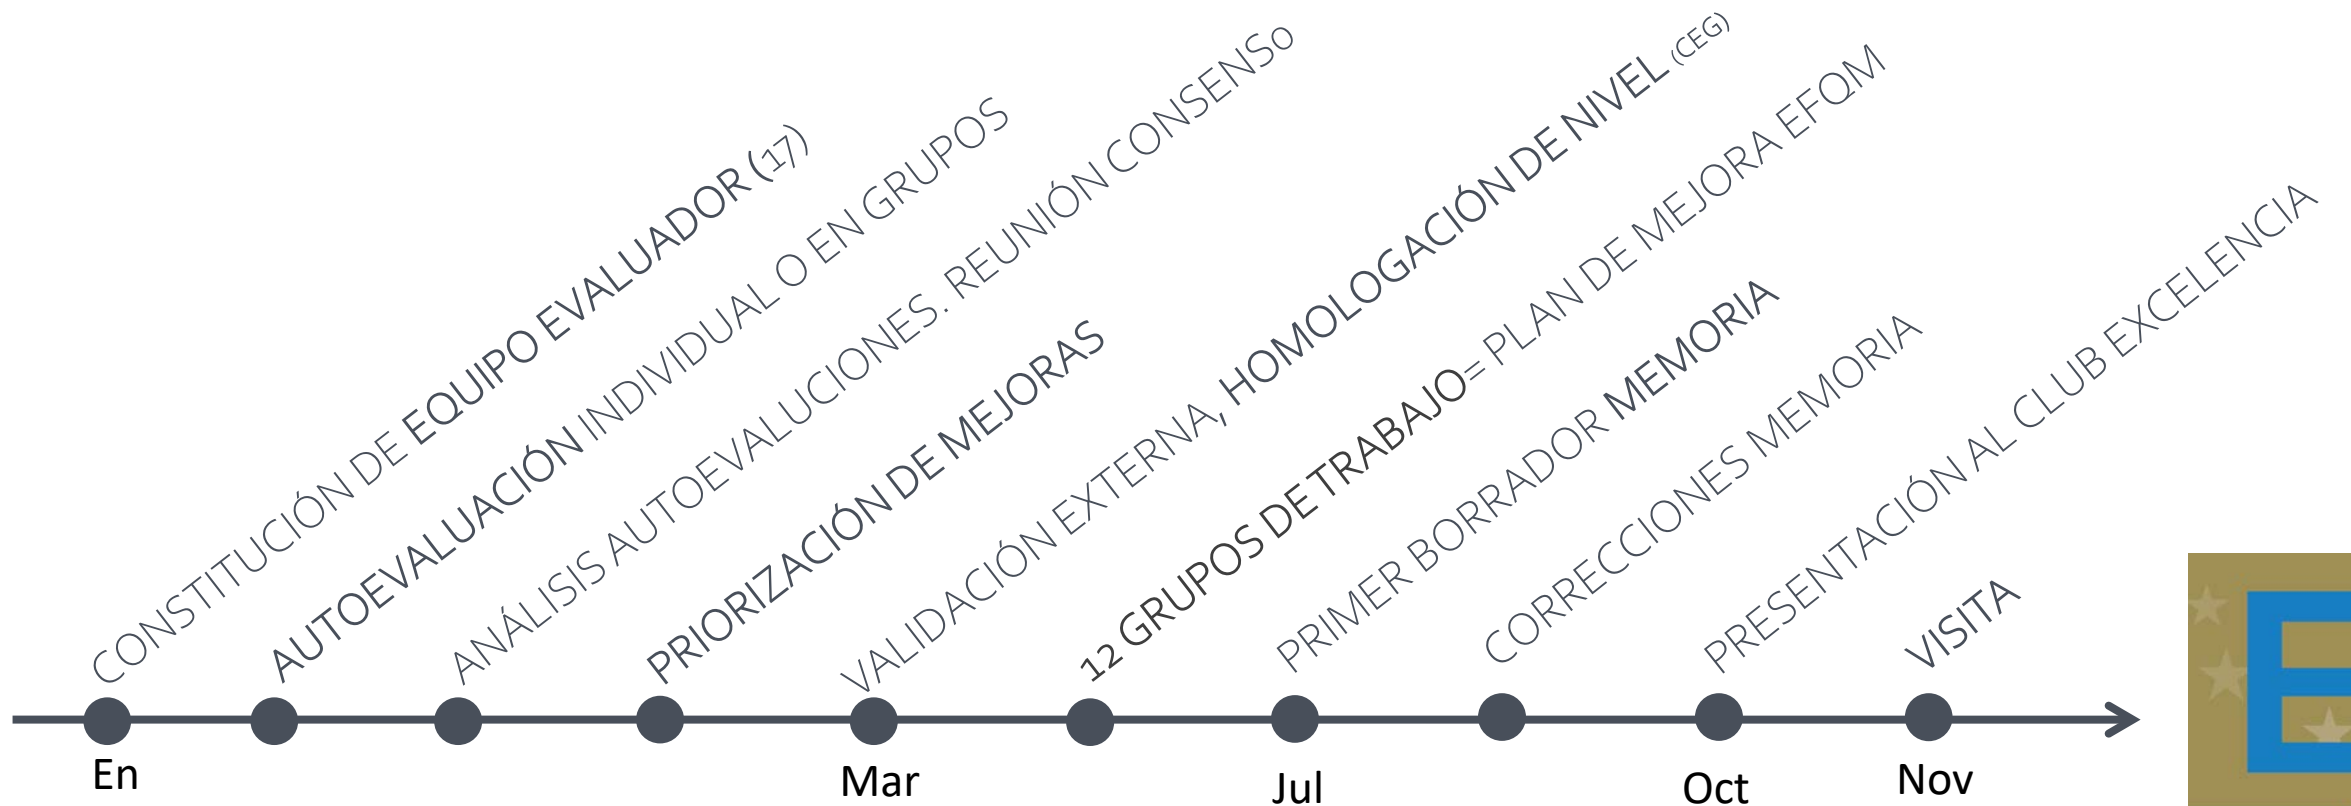 CONSTITUCIÓN DE EQUIPO EVALUADOR (17)
AUTOEVALUACIÓN INDIVIDUAL O EN GRUPOS
ANÁLISIS AUTOEVALUCIONES. REUNIÓN CONSENSO
PRIORIZACIÓN DE MEJORAS
VALIDACIÓN EXTERNA, HOMOLOGACIÓN DE NIVEL (CEG)
12 GRUPOS DE TRABAJO= PLAN DE MEJORA EFQM
PRIMER BORRADOR MEMORIA
CORRECCIONES MEMORIA
PRESENTACIÓN AL CLUB EXCELENCIA
VISITA
En
Mar
Jul
Oct
Nov
E